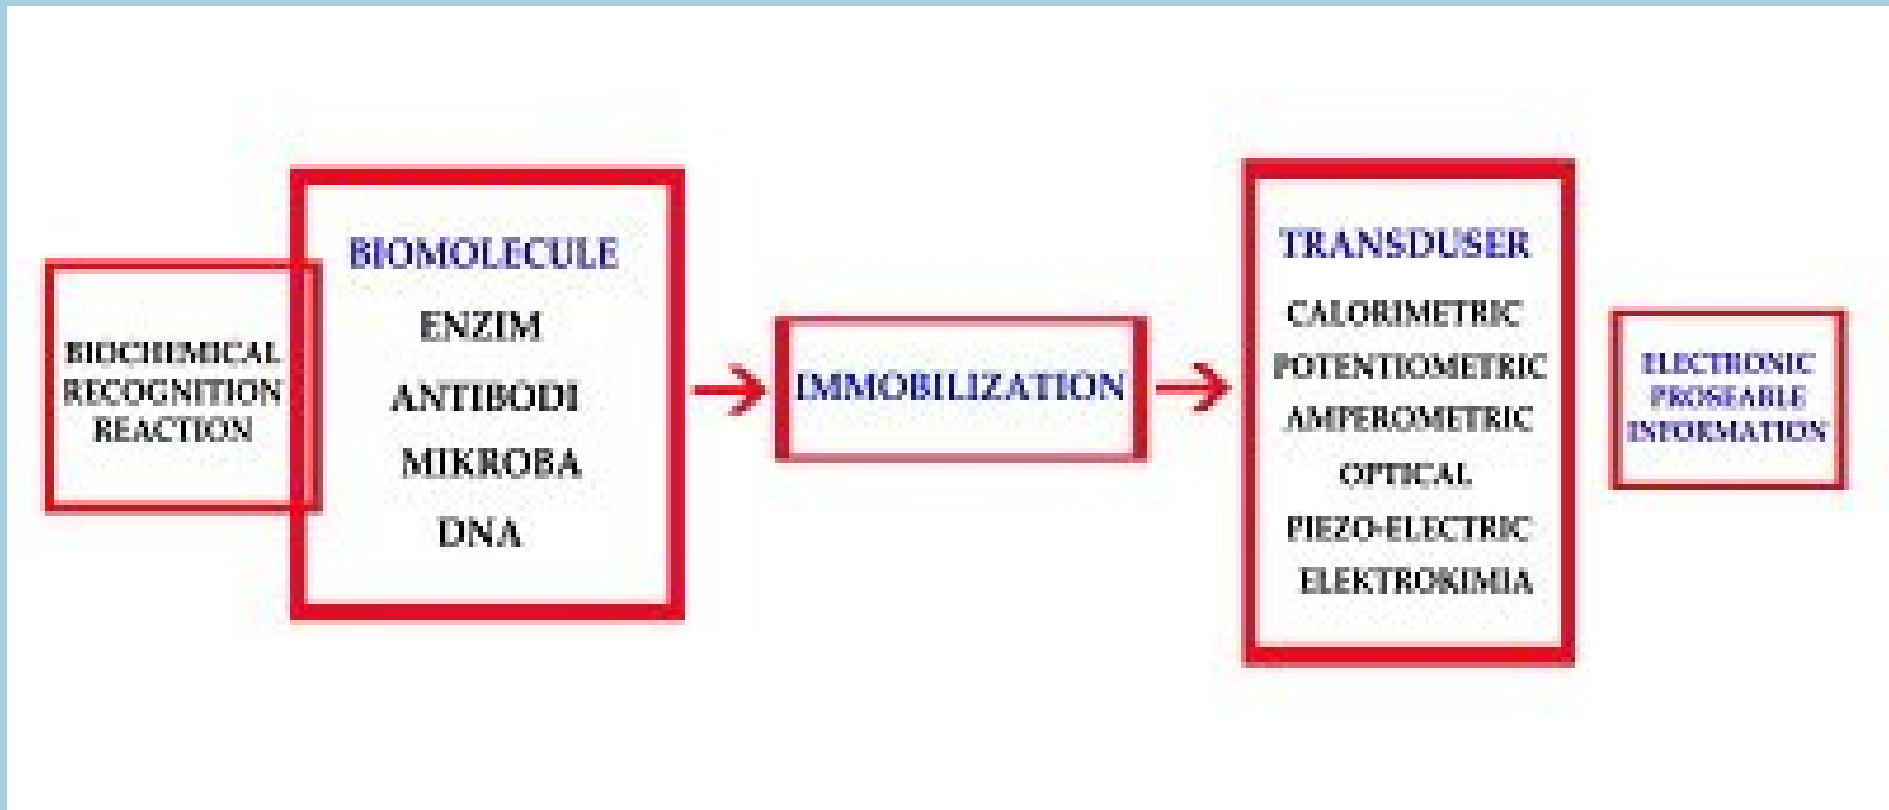 BIOCHEMICAL
RECOGNITION
REACTION
BIOMOLECULE
ENZIM
ANTIBODI
MIKROBA
DNA
IMMOBILIZATION
TRANSDUSER
CALORIMETRIC
POTENTIOMETRIC
AMPEROMETRIC
OPTICAL
PIEZO-ELECTRIC
ELEKTROKIMIA
ELECTRONIC
PROSEABLE
INFORMATION